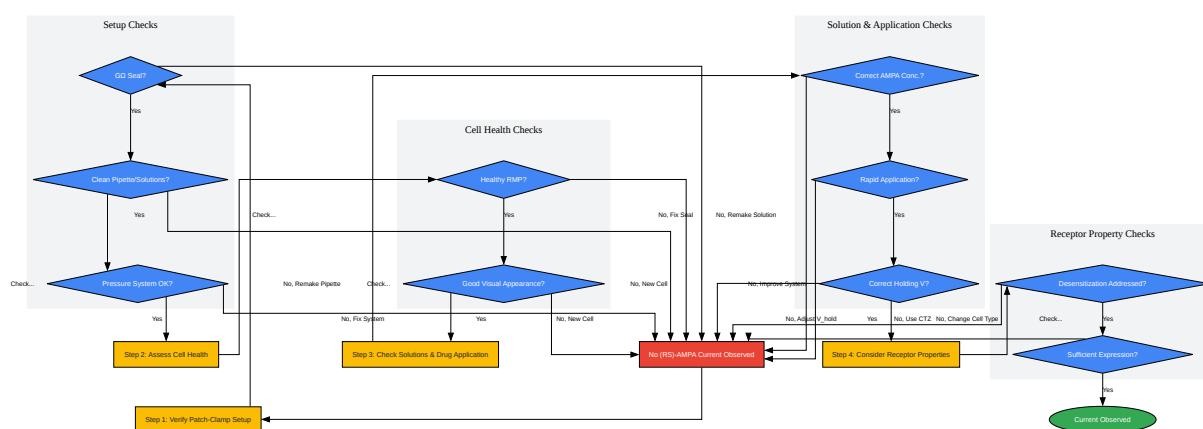 Setup Checks
Solution & Application Checks
GΩ Seal?
Correct AMPA Conc.?
Yes
Cell Health Checks
Clean Pipette/Solutions?
Healthy RMP?
Rapid Application?
Yes
Check...
Yes
No, Fix Seal
No, Remake Solution
Yes
Receptor Property Checks
Check...
Pressure System OK?
No, Remake Pipette
Check...
Good Visual Appearance?
No, New Cell
No, Improve System
Correct Holding V?
Desensitization Addressed?
Yes
No, Fix System
Yes
No, New Cell
No, Adjust V_hold
Yes
No, Use CTZ
No, Change Cell Type
Check...
Yes
Step 2: Assess Cell Health
Step 3: Check Solutions & Drug Application
No (RS)-AMPA Current Observed
Step 4: Consider Receptor Properties
Sufficient Expression?
Yes
Step 1: Verify Patch-Clamp Setup
Current Observed